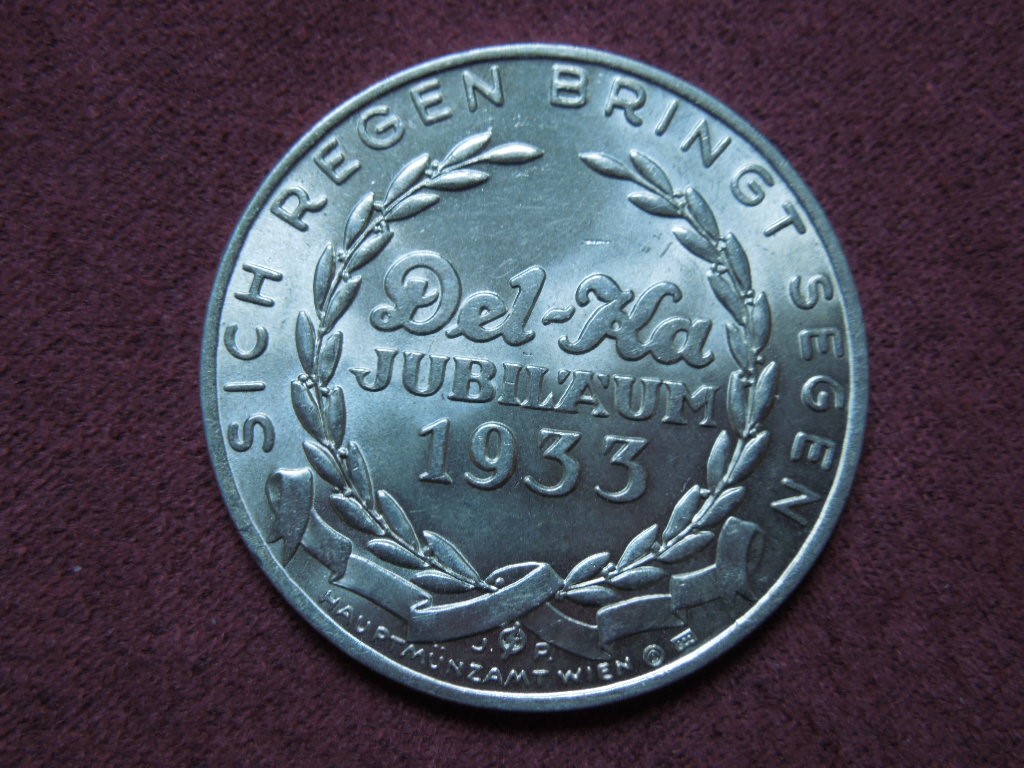 SICH REGEN BRINGT SEGEN
Del-Ka
JUBILÄUM
1933
J. P.
HAUPTMÜNZAMT WIEN ©